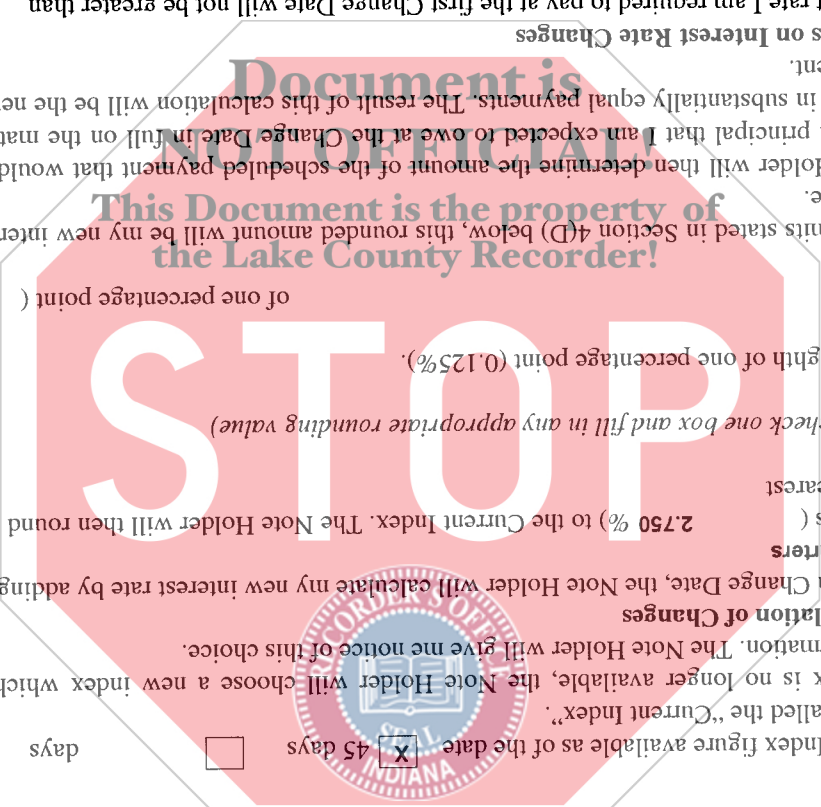 Document is
NOT OFFICIAL!
This Document is the property of
the Lake County Recorder!
STOP
RECORDER'S OFFICE
SEAL
INDIANA
Index figure available as of the date X 45 days days
alled the "Current Index".
x is no longer available, the Note Holder will choose a new index which
rmation. The Note Holder will give me notice of this choice.
lation of Changes
n Change Date, the Note Holder will calculate my new interest rate by adding
rters
s ( 2.750 %) to the Current Index. The Note Holder will then round
earest
heck one box and fill in any appropriate rounding value)
ghth of one percentage point (0.125%).
of one percentage point (
mits stated in Section 4(D) below, this rounded amount will be my new inter
e.
Holder will then determine the amount of the scheduled payment that would
principal that I am expected to owe at the Change Date in full on the mat
in substantially equal payments. The result of this calculation will be the ne
ent.
s on Interest Rate Changes
t rate I am required to pay at the first Change Date will not be greater than